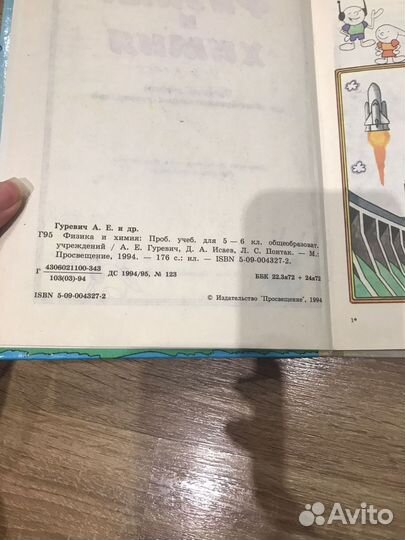 Гуревич А. Е. и др.
Г95 Физика и химия: Проб. учеб. для 5 — 6 кл. общеобразоват.
учреждений / А. Е. Гуревич, Д. А. Исаев, Л. С. Понтак. — М.:
Просвещение, 1994. — 176 с.: ил. — ISBN 5-09-004327-2.
Г 4306021100-343 ДС 1994/95, № 123
103(03)-94
ББК 22.3я72 + 24я72
ISBN 5-09-004327-2
© Издательство "Просвещение", 1994
1*
Avito